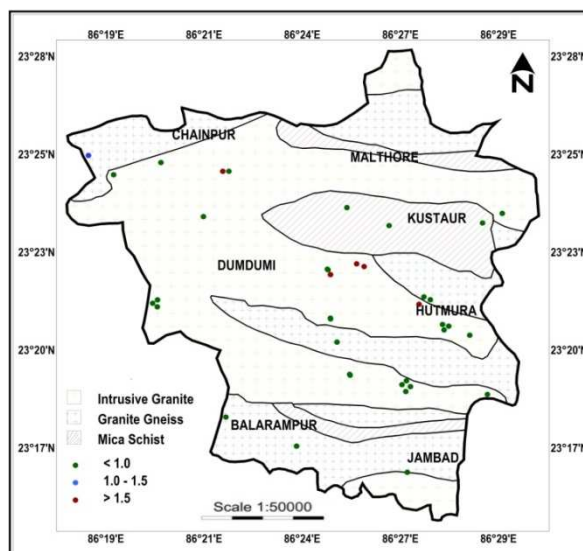 86°19'E 86°21'E 86°24'E 86°27'E 86°29'E
23°28'N 23°28'N
N
CHAINPUR
23°25'N MALTHORE 23°25'N
KUSTAUR
23°23'N 23°23'N
DUMDUMI
HUTMURA
23°20'N 23°20'N
Intrusive Granite
Granite Gneiss
Mica Schist
BALARAMPUR
< 1.0
23°17'N 23°17'N
JAMBAD
1.0 - 1.5
> 1.5
Scale 1:50000
86°19'E 86°21'E 86°24'E 86°27'E 86°29'E